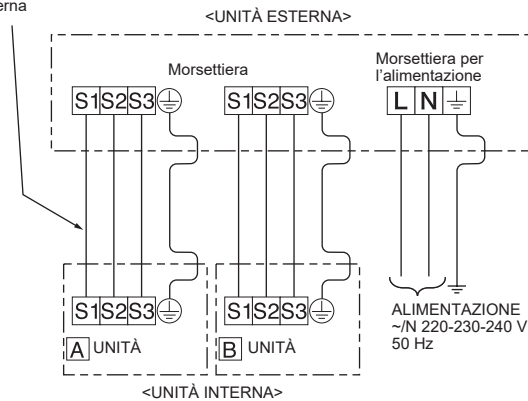 erna
<UNITÀ ESTERNA>
Morsettiera
Morsettiera per
l'alimentazione
S1 S2 S3
S1 S2 S3
L N
S1 S2 S3
S1 S2 S3
A UNITÀ
B UNITÀ
ALIMENTAZIONE
~/N 220-230-240 V
50 Hz
<UNITÀ INTERNA>